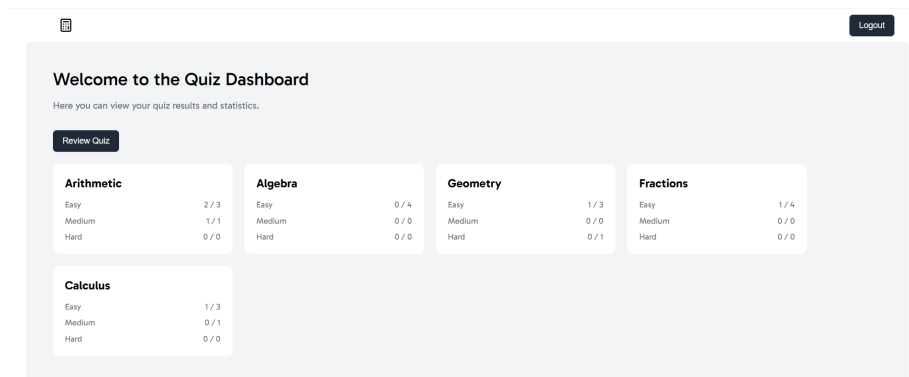 Logout
Welcome to the Quiz Dashboard
Here you can view your quiz results and statistics.
Review Quiz
Arithmetic
Easy 2 / 3
Medium 1 / 1
Hard 0 / 0
Algebra
Easy 0 / 4
Medium 0 / 0
Hard 0 / 0
Geometry
Easy 1 / 3
Medium 0 / 0
Hard 0 / 1
Fractions
Easy 1 / 4
Medium 0 / 0
Hard 0 / 0
Calculus
Easy 1 / 3
Medium 0 / 1
Hard 0 / 0